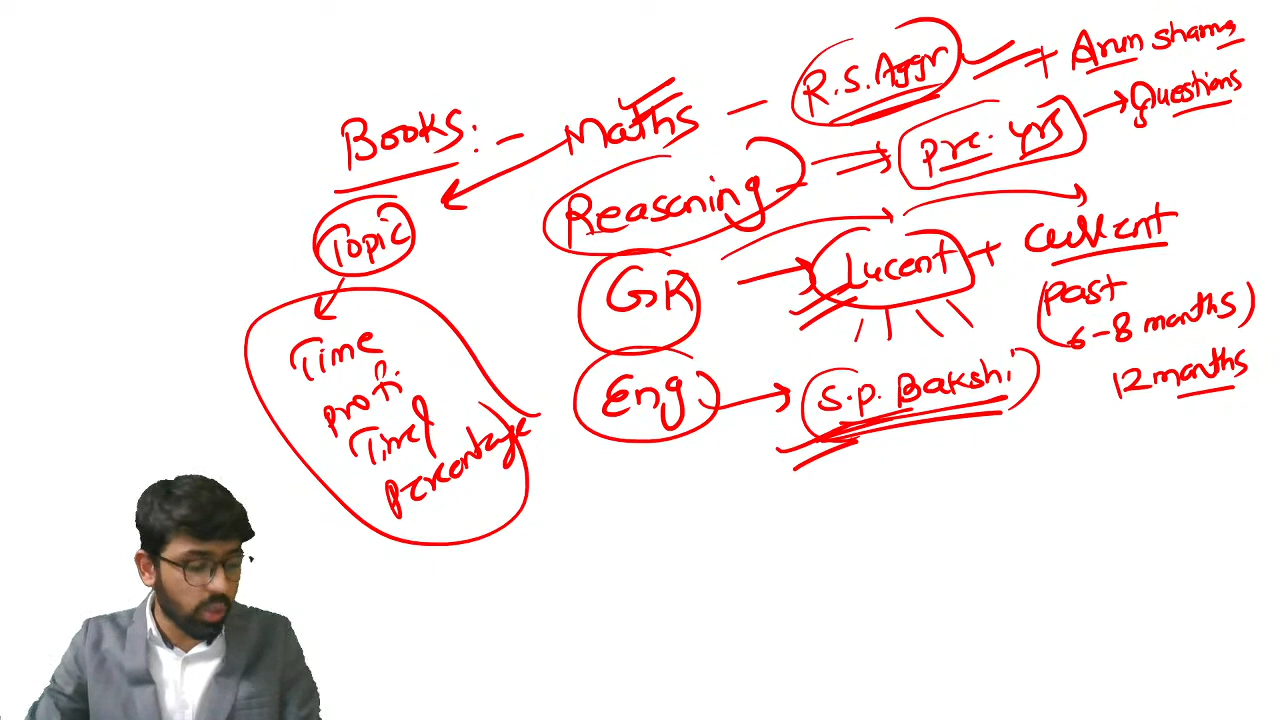 Books: - Maths - R.S. Aggr + Arun Sharma
Reasoning - pre. yrs → Questions
GK → Lucent + Current
(past
6-8 months)
12 months
Eng → S.P. Bakshi
Topic
Time
Time
percentage